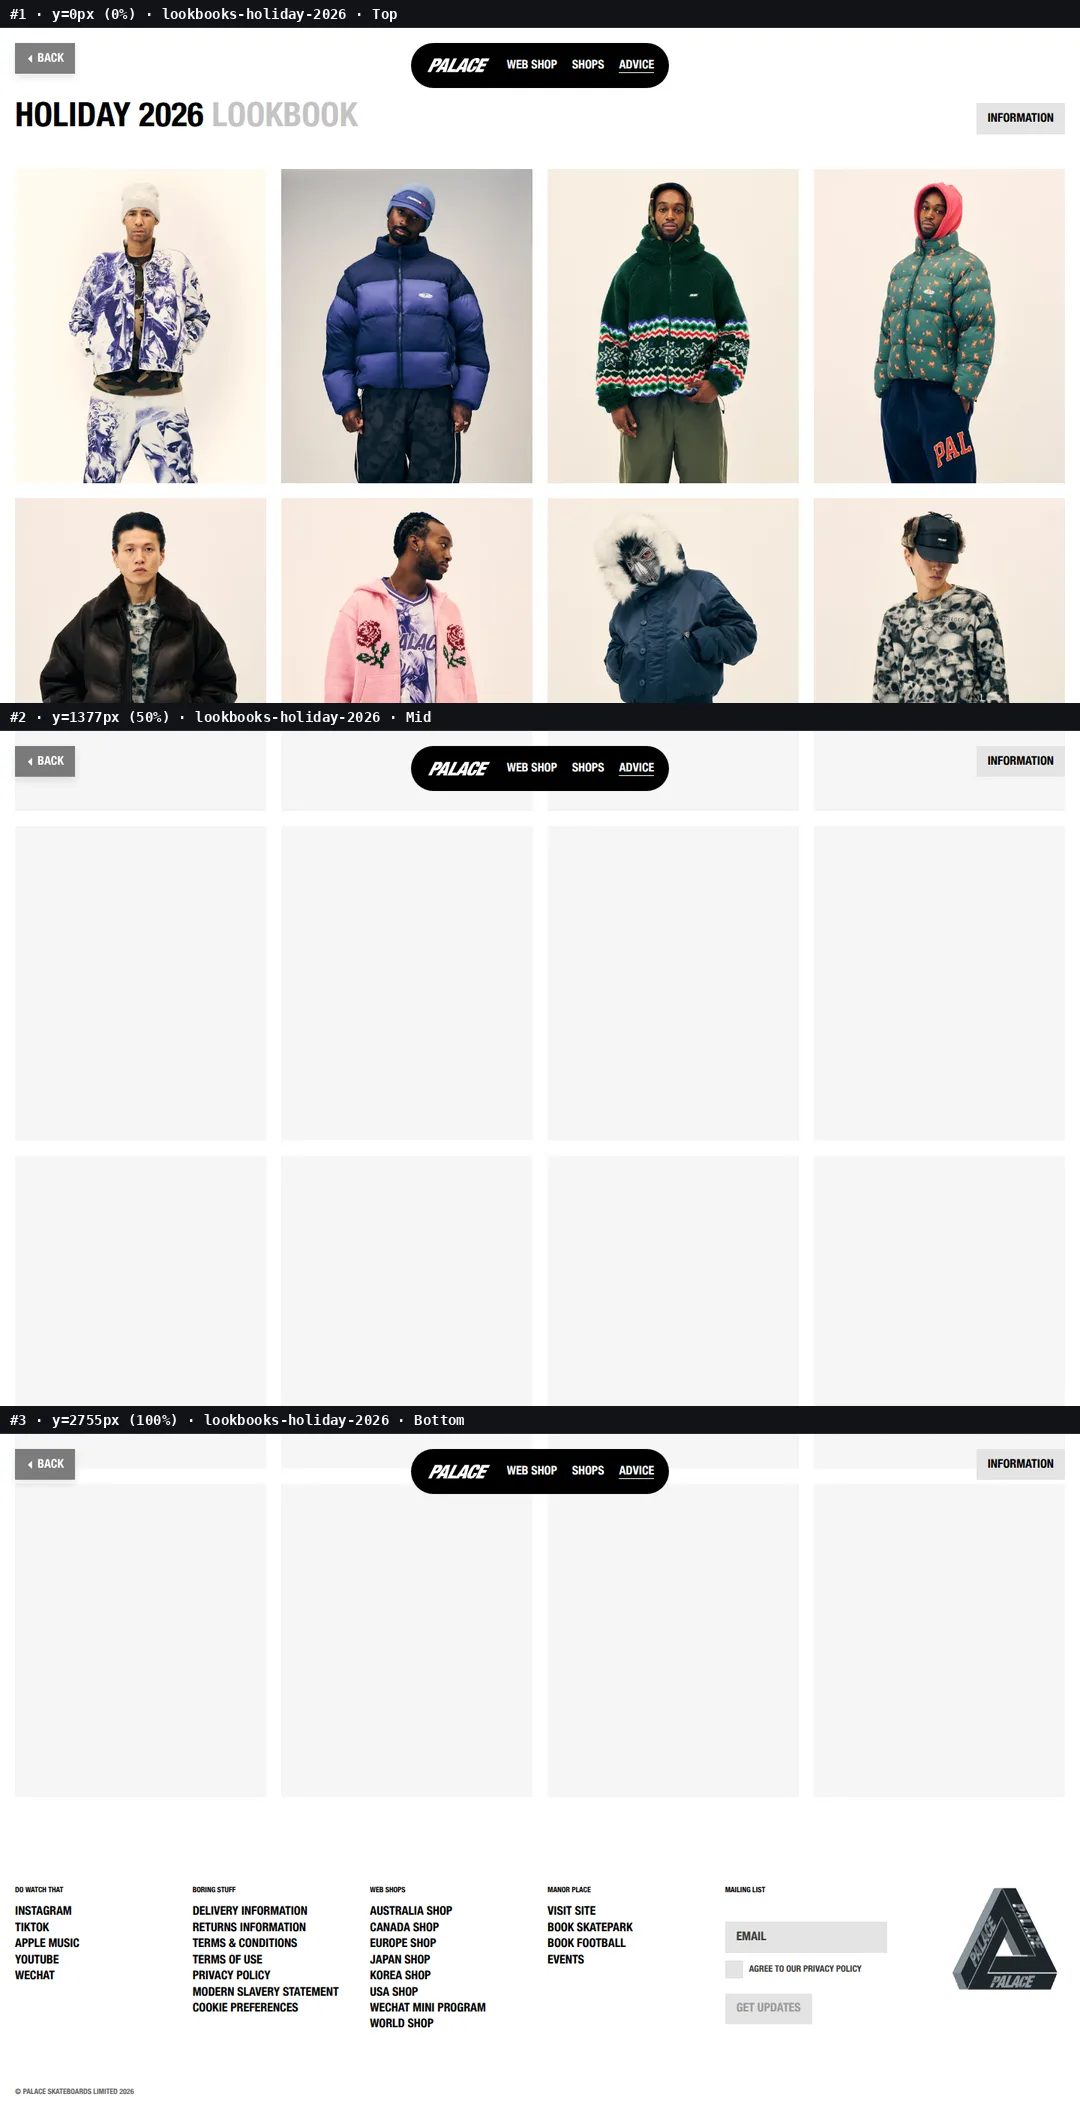 #1 · y=0px (0%) · lookbooks-holiday-2026 · Top
BACK
PALACE WEB SHOP SHOPS ADVICE
HOLIDAY 2026 LOOKBOOK
INFORMATION
PAL
PALACE
#2 · y=1377px (50%) · lookbooks-holiday-2026 · Mid
BACK
PALACE WEB SHOP SHOPS ADVICE
INFORMATION
#3 · y=2755px (100%) · lookbooks-holiday-2026 · Bottom
BACK
PALACE WEB SHOP SHOPS ADVICE
INFORMATION
DO WATCH THAT
INSTAGRAM
TIKTOK
APPLE MUSIC
YOUTUBE
WECHAT
BORING STUFF
DELIVERY INFORMATION
RETURNS INFORMATION
TERMS & CONDITIONS
TERMS OF USE
PRIVACY POLICY
MODERN SLAVERY STATEMENT
COOKIE PREFERENCES
WEB SHOPS
AUSTRALIA SHOP
CANADA SHOP
EUROPE SHOP
JAPAN SHOP
KOREA SHOP
USA SHOP
WECHAT MINI PROGRAM
WORLD SHOP
MANOR PLACE
VISIT SITE
BOOK SKATEPARK
BOOK FOOTBALL
EVENTS
MAILING LIST
EMAIL
AGREE TO OUR PRIVACY POLICY
GET UPDATES
PALACE
PALACE
PALACE
© PALACE SKATEBOARDS LIMITED 2026